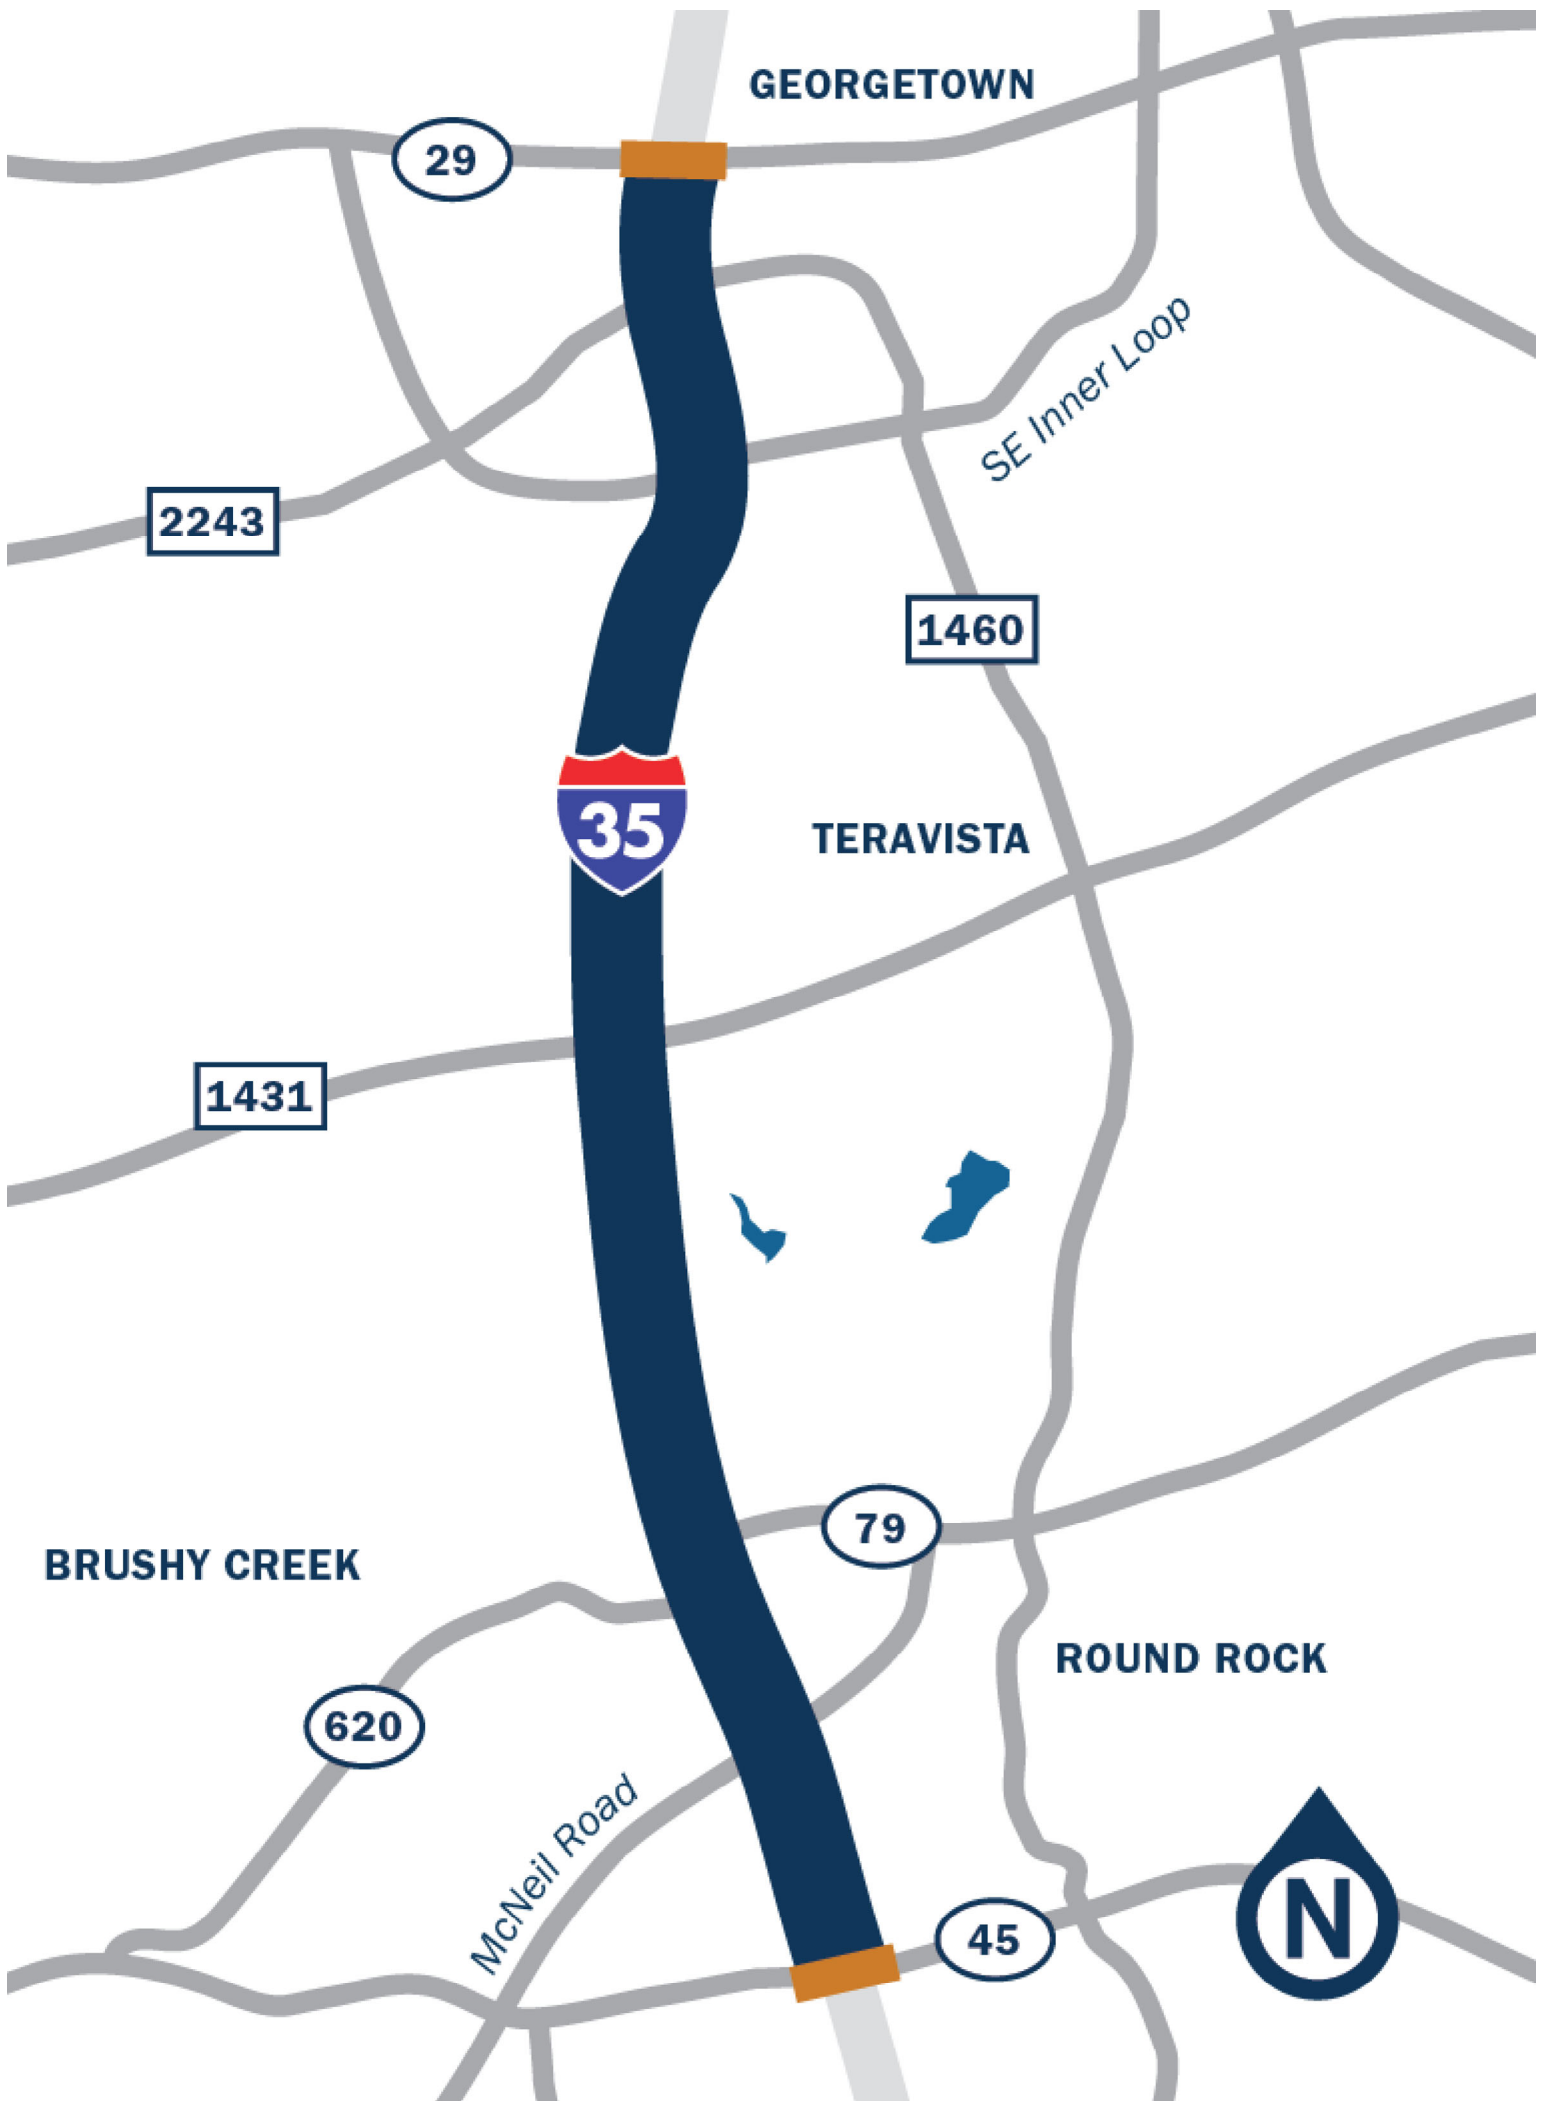 GEORGETOWN
29
SE Inner Loop
2243
1460
35
TERAVISTA
1431
79
BRUSHY CREEK
ROUND ROCK
620
McNeil Road
N
45